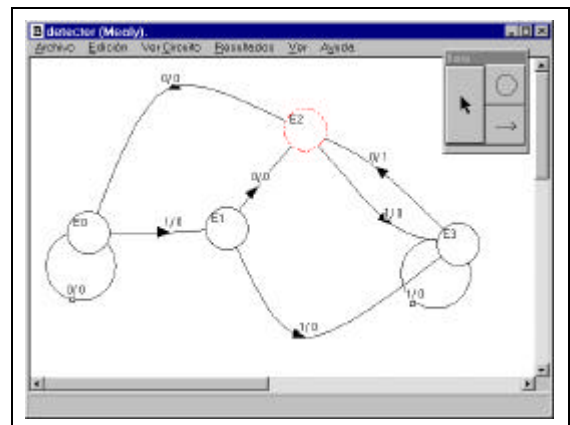 detector (Mealy).
Archivo Edición Ver Circuito Resultados Ver Ayuda
0/0
E2
0/0
0/1
E0
1/0
E1
1/0
E3
0/0
1/0
1/0